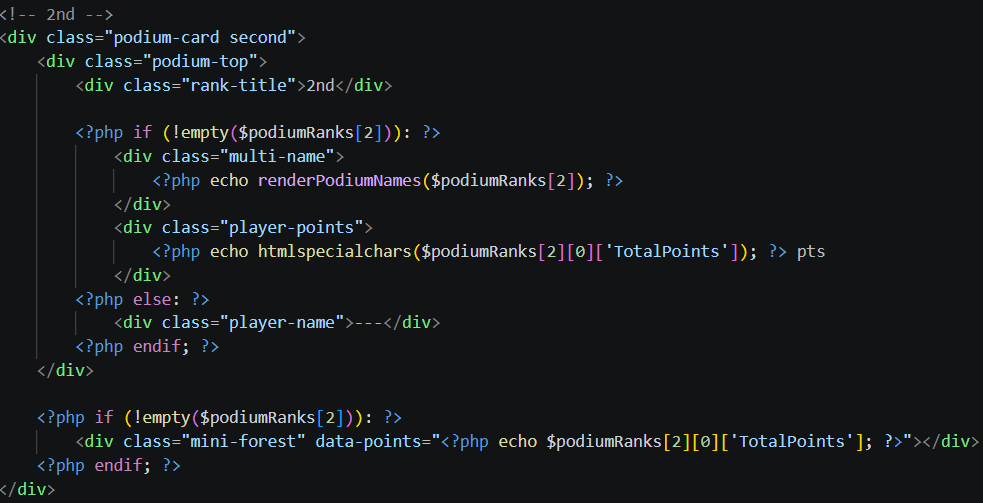 <!-- 2nd -->
<div class="podium-card second">
    <div class="podium-top">
        <div class="rank-title">2nd</div>

        <?php if (!empty($podiumRanks[2])): ?>
            <div class="multi-name">
                <?php echo renderPodiumNames($podiumRanks[2]); ?>
            </div>
            <div class="player-points">
                <?php echo htmlspecialchars($podiumRanks[2][0]['TotalPoints']); ?> pts
            </div>
        <?php else: ?>
            <div class="player-name">---</div>
        <?php endif; ?>
    </div>

    <?php if (!empty($podiumRanks[2])): ?>
        <div class="mini-forest" data-points="<?php echo $podiumRanks[2][0]['TotalPoints']; ?>"></div>
    <?php endif; ?>
</div>